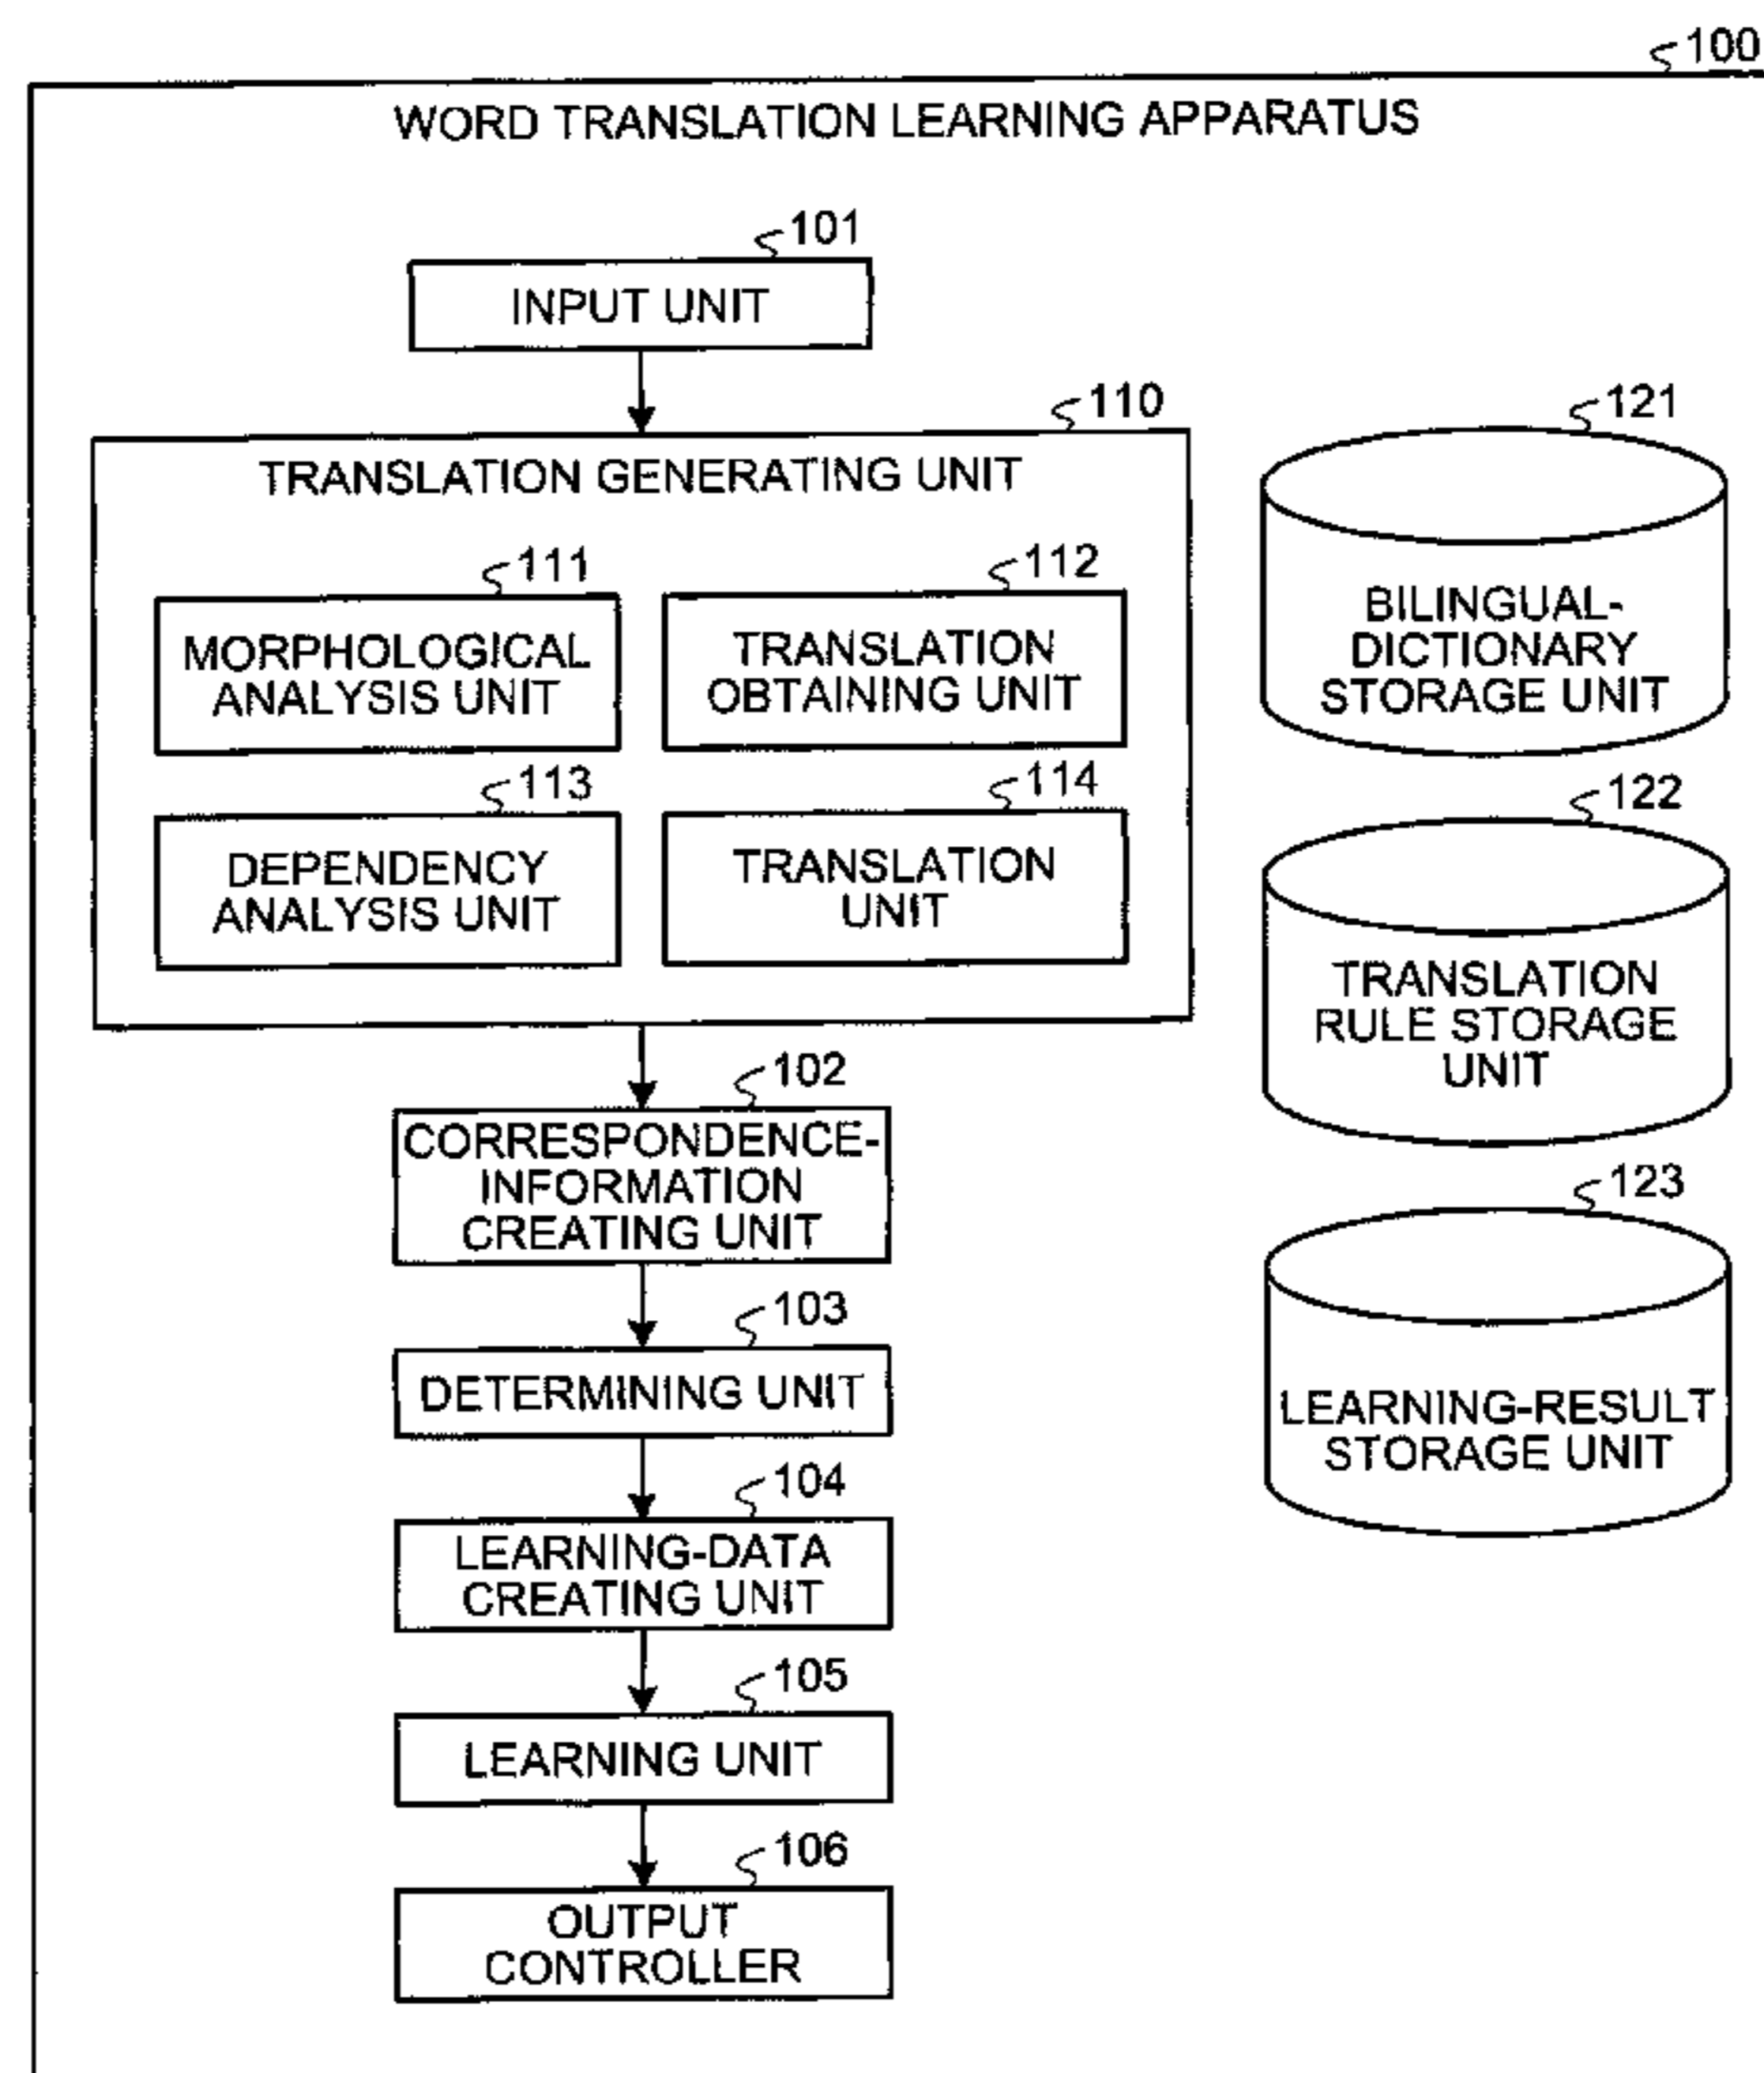 100
WORD TRANSLATION LEARNING APPARATUS
101
INPUT UNIT
110
TRANSLATION GENERATING UNIT
111
MORPHOLOGICAL
ANALYSIS UNIT
112
TRANSLATION
OBTAINING UNIT
113
DEPENDENCY
ANALYSIS UNIT
114
TRANSLATION
UNIT
121
BILINGUAL-
DICTIONARY
STORAGE UNIT
122
TRANSLATION
RULE STORAGE
UNIT
123
LEARNING-RESULT
STORAGE UNIT
102
CORRESPONDENCE-
INFORMATION
CREATING UNIT
103
DETERMINING UNIT
104
LEARNING-DATA
CREATING UNIT
105
LEARNING UNIT
106
OUTPUT
CONTROLLER